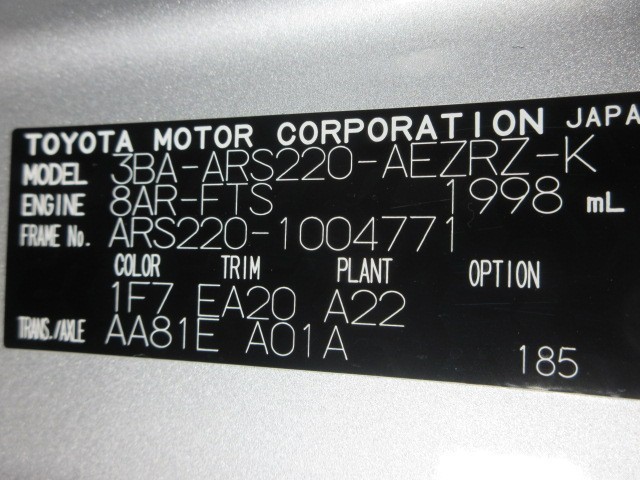 TOYOTA MOTOR CORPORATION JAPA
MODEL 3BA-ARS220-AEZRZ-K
ENGINE 8AR-FTS 1998 mL
FRAME No. ARS220-1004771
COLOR TRIM PLANT OPTION
1F7 EA20 A22
TRANS./AXLE AA81E A01A
185